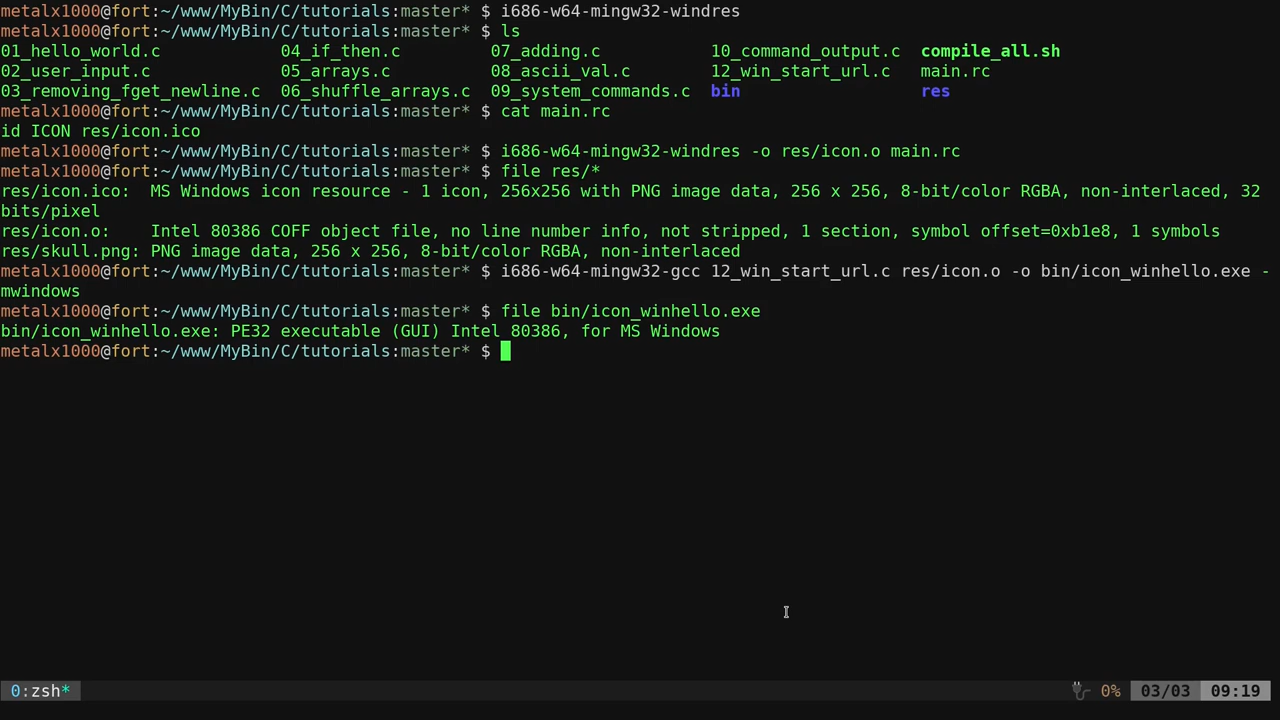 metalx1000@fort:~/www/MyBin/C/tutorials:master* $ i686-w64-mingw32-windres
metalx1000@fort:~/www/MyBin/C/tutorials:master* $ ls
01_hello_world.c 04_if_then.c 07_adding.c 10_command_output.c compile_all.sh
02_user_input.c 05_arrays.c 08_ascii_val.c 12_win_start_url.c main.rc
03_removing_fget_newline.c 06_shuffle_arrays.c 09_system_commands.c bin res
metalx1000@fort:~/www/MyBin/C/tutorials:master* $ cat main.rc
id ICON res/icon.ico
metalx1000@fort:~/www/MyBin/C/tutorials:master* $ i686-w64-mingw32-windres -o res/icon.o main.rc
metalx1000@fort:~/www/MyBin/C/tutorials:master* $ file res/*
res/icon.ico: MS Windows icon resource - 1 icon, 256x256 with PNG image data, 256 x 256, 8-bit/color RGBA, non-interlaced, 32
bits/pixel
res/icon.o: Intel 80386 COFF object file, no line number info, not stripped, 1 section, symbol offset=0xb1e8, 1 symbols
res/skull.png: PNG image data, 256 x 256, 8-bit/color RGBA, non-interlaced
metalx1000@fort:~/www/MyBin/C/tutorials:master* $ i686-w64-mingw32-gcc 12_win_start_url.c res/icon.o -o bin/icon_winhello.exe -
mwindows
metalx1000@fort:~/www/MyBin/C/tutorials:master* $ file bin/icon_winhello.exe
bin/icon_winhello.exe: PE32 executable (GUI) Intel 80386, for MS Windows
metalx1000@fort:~/www/MyBin/C/tutorials:master* $
0:zsh* 0% 03/03 09:19